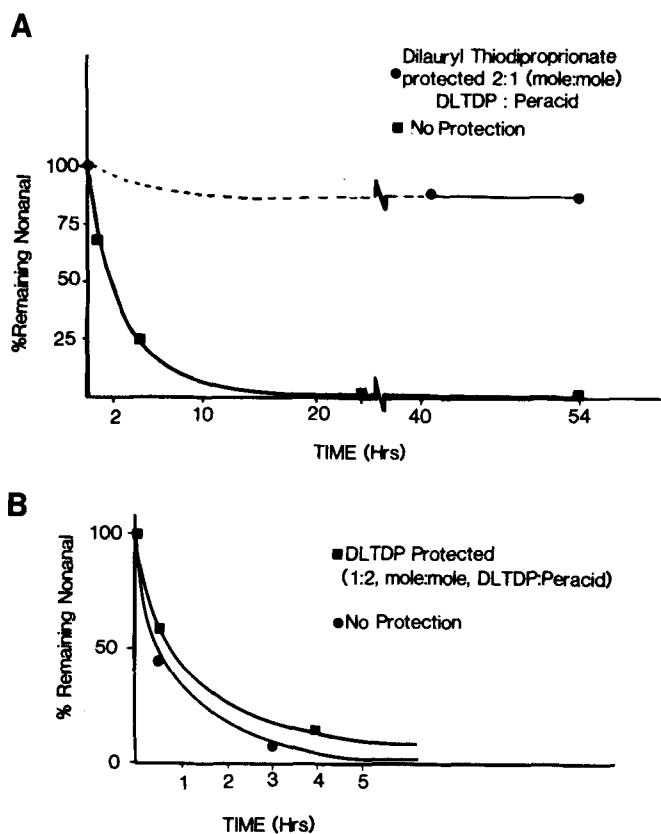 A
Dilauryl Thiodiproprionate
protected 2:1 (mole:mole)
DLTDP : Peracid
No Protection
100
75
50
25
%Remaining Nonanal
2 10 20 40 54
TIME (Hrs)
B
100
50
0
% Remaining Nonanal
DLTDP Protected
(1:2, mole:mole, DLTDP:Peracid)
No Protection
1 2 3 4 5
TIME (Hrs)